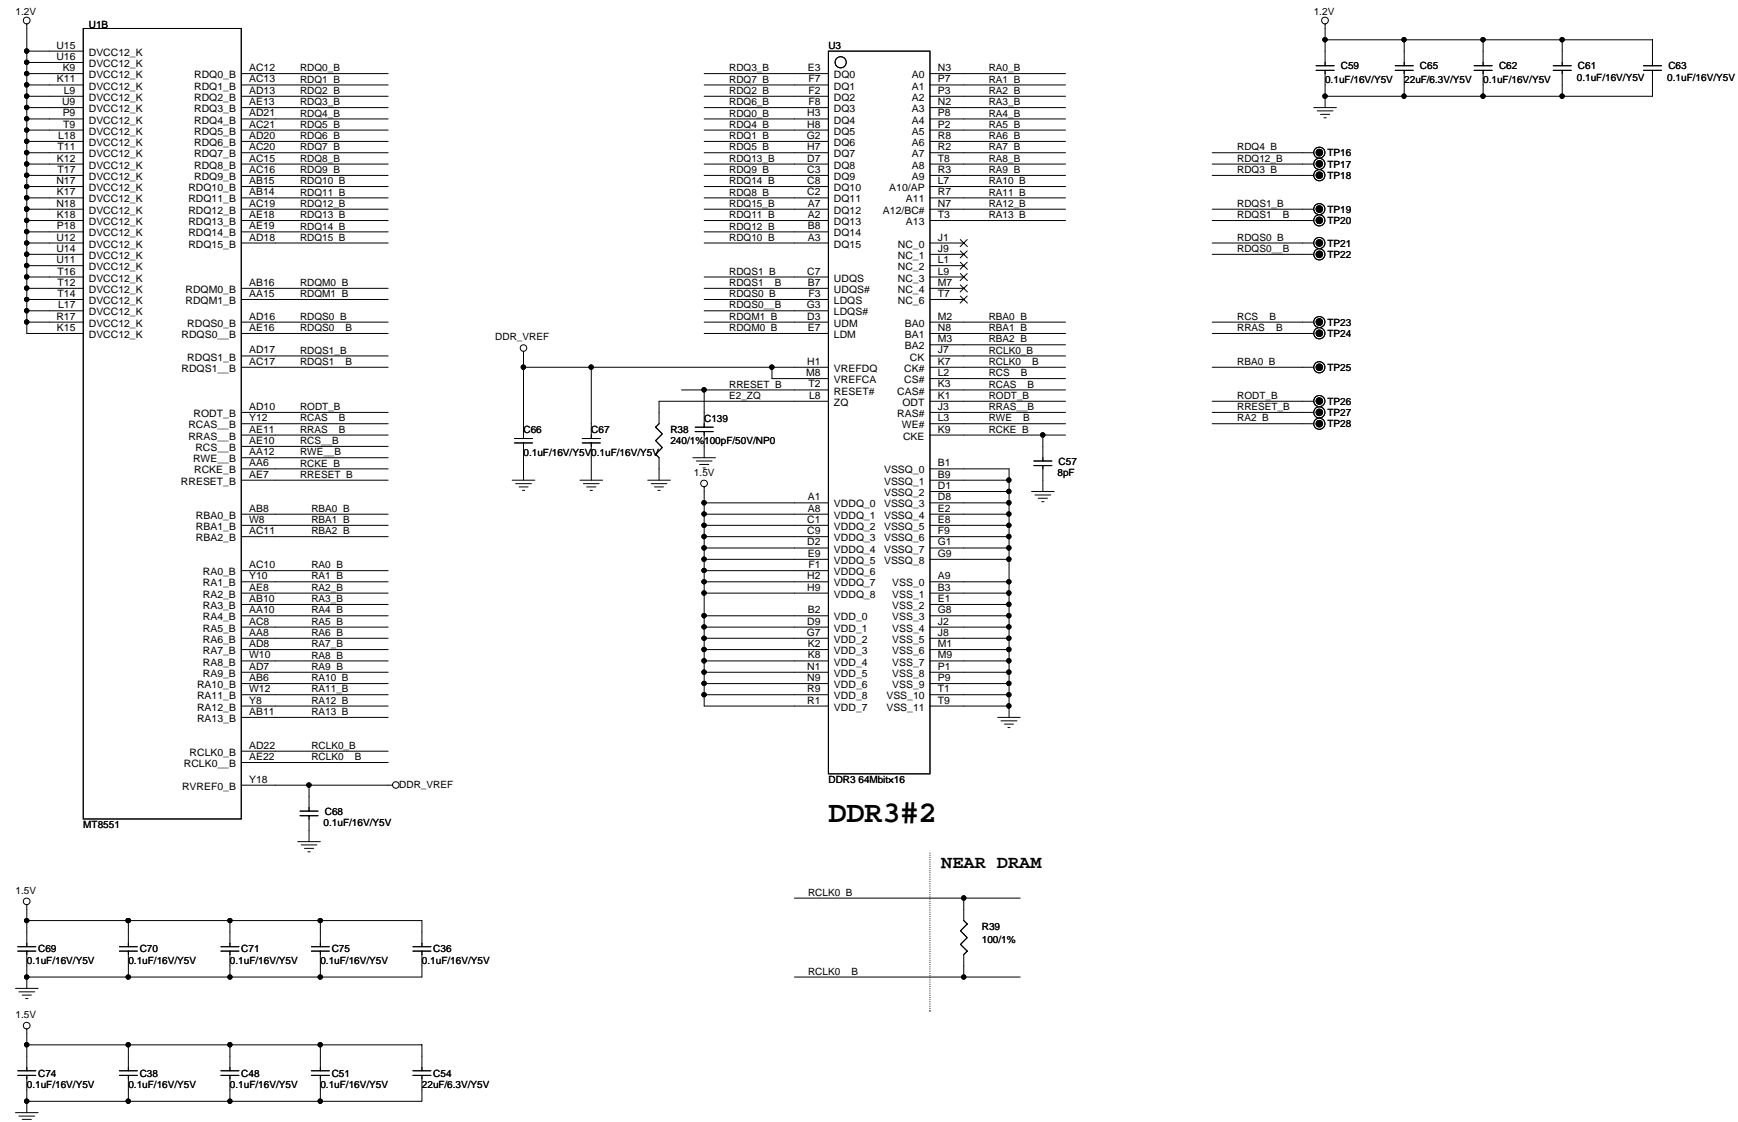 1.2V
U1B
U15 DVCC12_K
U16 DVCC12_K
K9 DVCC12_K
K11 DVCC12_K
L9 DVCC12_K
U9 DVCC12_K
P9 DVCC12_K
T9 DVCC12_K
L18 DVCC12_K
T11 DVCC12_K
K12 DVCC12_K
T17 DVCC12_K
N17 DVCC12_K
K17 DVCC12_K
N18 DVCC12_K
K18 DVCC12_K
P18 DVCC12_K
U12 DVCC12_K
U14 DVCC12_K
U11 DVCC12_K
T16 DVCC12_K
T12 DVCC12_K
T14 DVCC12_K
L17 DVCC12_K
R17 DVCC12_K
K15 DVCC12_K
RDQ0_B AC12 RDQ0_B
RDQ1_B AC13 RDQ1_B
RDQ2_B AD13 RDQ2_B
RDQ3_B AE13 RDQ3_B
RDQ4_B AD21 RDQ4_B
RDQ5_B AC21 RDQ5_B
RDQ6_B AD20 RDQ6_B
RDQ7_B AC20 RDQ7_B
RDQ8_B AC15 RDQ8_B
RDQ9_B AC16 RDQ9_B
RDQ10_B AB15 RDQ10_B
RDQ11_B AB14 RDQ11_B
RDQ12_B AC19 RDQ12_B
RDQ13_B AE18 RDQ13_B
RDQ14_B AE19 RDQ14_B
RDQ15_B AD18 RDQ15_B
RDQM0_B AB16 RDQM0_B
RDQM1_B AA15 RDQM1_B
RDQS0_B AD16 RDQS0_B
RDQS0__B AE16 RDQS0__B
RDQS1_B AD17 RDQS1_B
RDQS1__B AC17 RDQS1__B
RODT_B AD10 RODT_B
RCAS__B Y12 RCAS__B
RRAS__B AE11 RRAS__B
RCS__B AE10 RCS__B
RWE__B AA12 RWE__B
RCKE_B AA6 RCKE_B
RRESET_B AE7 RRESET_B
RBA0_B AB8 RBA0_B
RBA1_B W8 RBA1_B
RBA2_B AC11 RBA2_B
RA0_B AC10 RA0_B
RA1_B Y10 RA1_B
RA2_B AE8 RA2_B
RA3_B AB10 RA3_B
RA4_B AA10 RA4_B
RA5_B AC8 RA5_B
RA6_B AA8 RA6_B
RA7_B AD8 RA7_B
RA8_B W10 RA8_B
RA9_B AD7 RA9_B
RA10_B AB6 RA10_B
RA11_B W12 RA11_B
RA12_B Y8 RA12_B
RA13_B AB11 RA13_B
RCLK0_B AD22 RCLK0_B
RCLK0__B AE22 RCLK0__B
RVREF0_B Y18 DDR_VREF
C68
0.1uF/16V/Y5V
MT8551
U3
RDQ3_B E3 DQ0
RDQ7_B F7 DQ1
RDQ2_B F2 DQ2
RDQ6_B F8 DQ3
RDQ0_B H3 DQ4
RDQ4_B H8 DQ5
RDQ1_B G2 DQ6
RDQ5_B H7 DQ7
RDQ13_B D7 DQ8
RDQ9_B C3 DQ9
RDQ14_B C8 DQ10
RDQ8_B C2 DQ11
RDQ15_B A7 DQ12
RDQ11_B A2 DQ13
RDQ12_B B8 DQ14
RDQ10_B A3 DQ15
RDQS1_B C7 UDQS
RDQS1__B B7 UDQS#
RDQS0_B F3 LDQS
RDQS0__B G3 LDQS#
RDQM1_B D3 UDM
RDQM0_B E7 LDM
DDR_VREF
H1 VREFDQ
M8 VREFCA
RRESET_B T2 RESET#
E2_ZQ L8 ZQ
C66
0.1uF/16V/Y5V
C67
0.1uF/16V/Y5V
R38
240/1%
C139
100pF/50V/NP0
1.5V
A1 VDDQ_0
A8 VDDQ_1
C1 VDDQ_2
C9 VDDQ_3
D2 VDDQ_4
E9 VDDQ_5
F1 VDDQ_6
H2 VDDQ_7
H9 VDDQ_8
B2 VDD_0
D9 VDD_1
G7 VDD_2
K2 VDD_3
K8 VDD_4
N1 VDD_5
N9 VDD_6
R9 VDD_8
R1 VDD_7
A0 N3 RA0_B
A1 P7 RA1_B
A2 P3 RA2_B
A3 N2 RA3_B
A4 P8 RA4_B
A5 P2 RA5_B
A6 R8 RA6_B
A7 R2 RA7_B
A8 T8 RA8_B
A9 R3 RA9_B
A10/AP L7 RA10_B
A11 R7 RA11_B
A12/BC# N7 RA12_B
A13 T3 RA13_B
NC_0 J1
NC_1 J9
NC_2 L1
NC_3 L9
NC_4 M7
NC_6 T7
BA0 M2 RBA0_B
BA1 N8 RBA1_B
BA2 M3 RBA2_B
CK J7 RCLK0_B
CK# K7 RCLK0__B
CS# L2 RCS__B
CAS# K3 RCAS__B
ODT K1 RODT_B
RAS# J3 RRAS__B
WE# L3 RWE__B
CKE K9 RCKE_B
C57
8pF
VSSQ_0 B1
VSSQ_1 B9
VSSQ_2 D1
VSSQ_3 D8
VSSQ_4 E2
VSSQ_5 E8
VSSQ_6 F9
VSSQ_7 G1
VSSQ_8 G9
VSS_0 A9
VSS_1 B3
VSS_2 E1
VSS_3 G8
VSS_4 J2
VSS_5 J8
VSS_6 M1
VSS_7 M9
VSS_8 P1
VSS_9 P9
VSS_10 T1
VSS_11 T9
DDR3 64Mbitx16
DDR3#2
1.2V
C59
0.1uF/16V/Y5V
C65
22uF/6.3V/Y5V
C62
0.1uF/16V/Y5V
C61
0.1uF/16V/Y5V
C63
0.1uF/16V/Y5V
RDQ4_B TP16
RDQ12_B TP17
RDQ3_B TP18
RDQS1_B TP19
RDQS1__B TP20
RDQS0_B TP21
RDQS0__B TP22
RCS__B TP23
RRAS__B TP24
RBA0_B TP25
RODT_B TP26
RRESET_B TP27
RA2_B TP28
NEAR DRAM
RCLK0_B
R39
100/1%
RCLK0__B
1.5V
C69
0.1uF/16V/Y5V
C70
0.1uF/16V/Y5V
C71
0.1uF/16V/Y5V
C75
0.1uF/16V/Y5V
C36
0.1uF/16V/Y5V
1.5V
C74
0.1uF/16V/Y5V
C38
0.1uF/16V/Y5V
C48
0.1uF/16V/Y5V
C51
0.1uF/16V/Y5V
C54
22uF/6.3V/Y5V